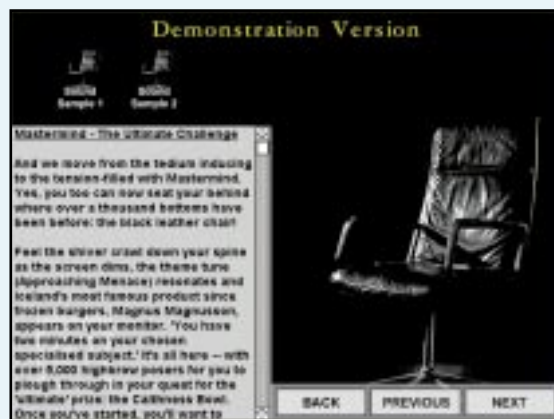 Demonstration Version
Sample 1 Sample 2
Mastermind - The Ultimate Challenge
And we move from the tedium inducing
to the tension-filled with Mastermind.
Yes, you too can now seat your behind
where over a thousand bottoms have
been before: the black leather chair!
Feel the shiver crawl down your spine
as the screen dims, the theme tune
(Approaching Menace) resonates and
Iceland's most famous product since
frozen burgers, Magnus Magnusson,
appears on your monitor. 'You have
two minutes on your chosen
specialised subject.' It's all here -- with
over 6,000 highbrow posers for you to
plough through in your quest for the
'ultimate' prize: the Caithness Bowl.
Once you've started, you'll want to
BACK PREVIOUS NEXT